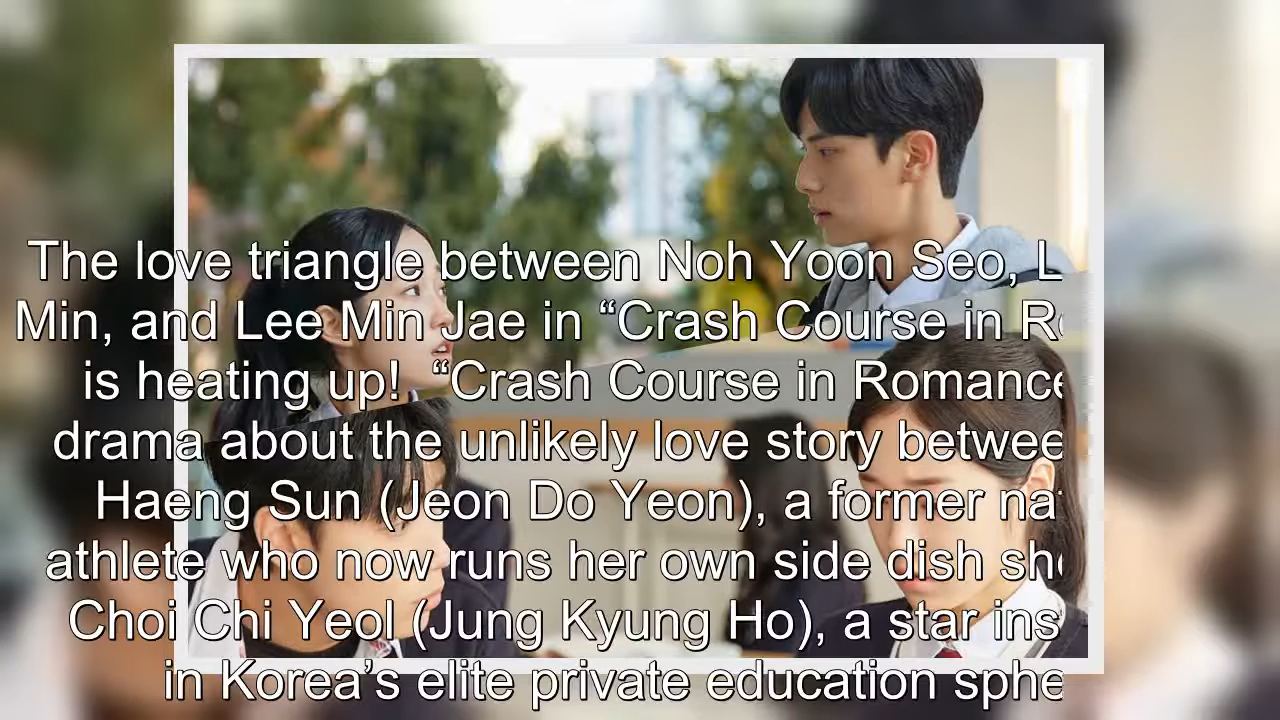 The love triangle between Noh Yoon Seo, L
Min, and Lee Min Jae in “Crash Course in R
is heating up! “Crash Course in Romance
drama about the unlikely love story betwee
Haeng Sun (Jeon Do Yeon), a former nat
athlete who now runs her own side dish sho
Choi Chi Yeol (Jung Kyung Ho), a star ins
in Korea’s elite private education sphe